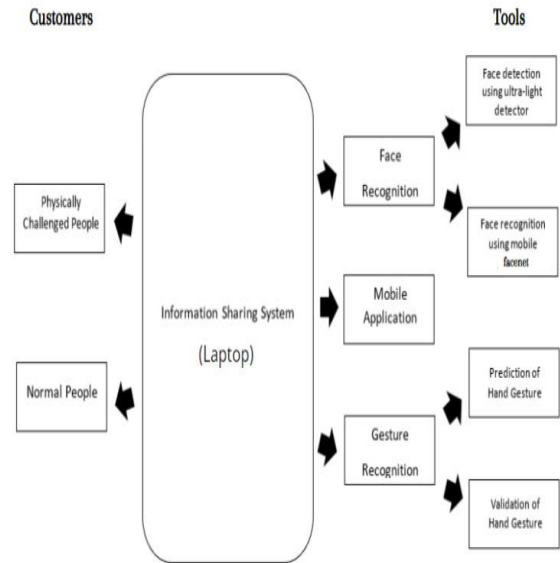 Customers
Tools
Physically
Challenged People
Normal People
Information Sharing System
(Laptop)
Face
Recognition
Mobile
Application
Gesture
Recognition
Face detection
using ultra-light
detector
Face recognition
using mobile
facenet
Prediction of
Hand Gesture
Validation of
Hand Gesture